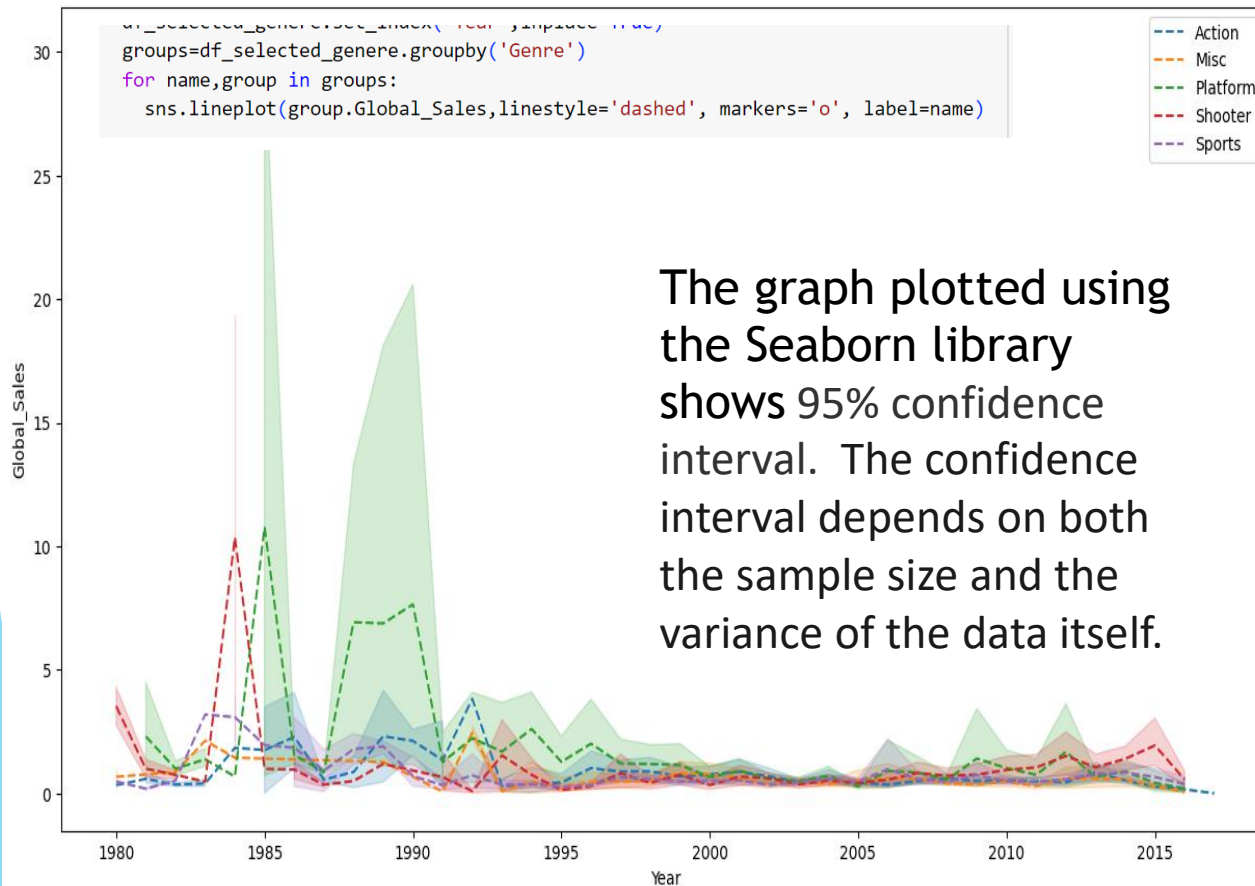 groups=df_selected_genere.groupby('Genre')
for name,group in groups:
sns.lineplot(group.Global_Sales,linestyle='dashed', markers='o', label=name)
Action
Misc
Platform
Shooter
Sports
30
25
20
15
10
5
0
Global_Sales
The graph plotted using
the Seaborn library
shows 95% confidence
interval. The confidence
interval depends on both
the sample size and the
variance of the data itself.
1980 1985 1990 1995 2000 2005 2010 2015
Year